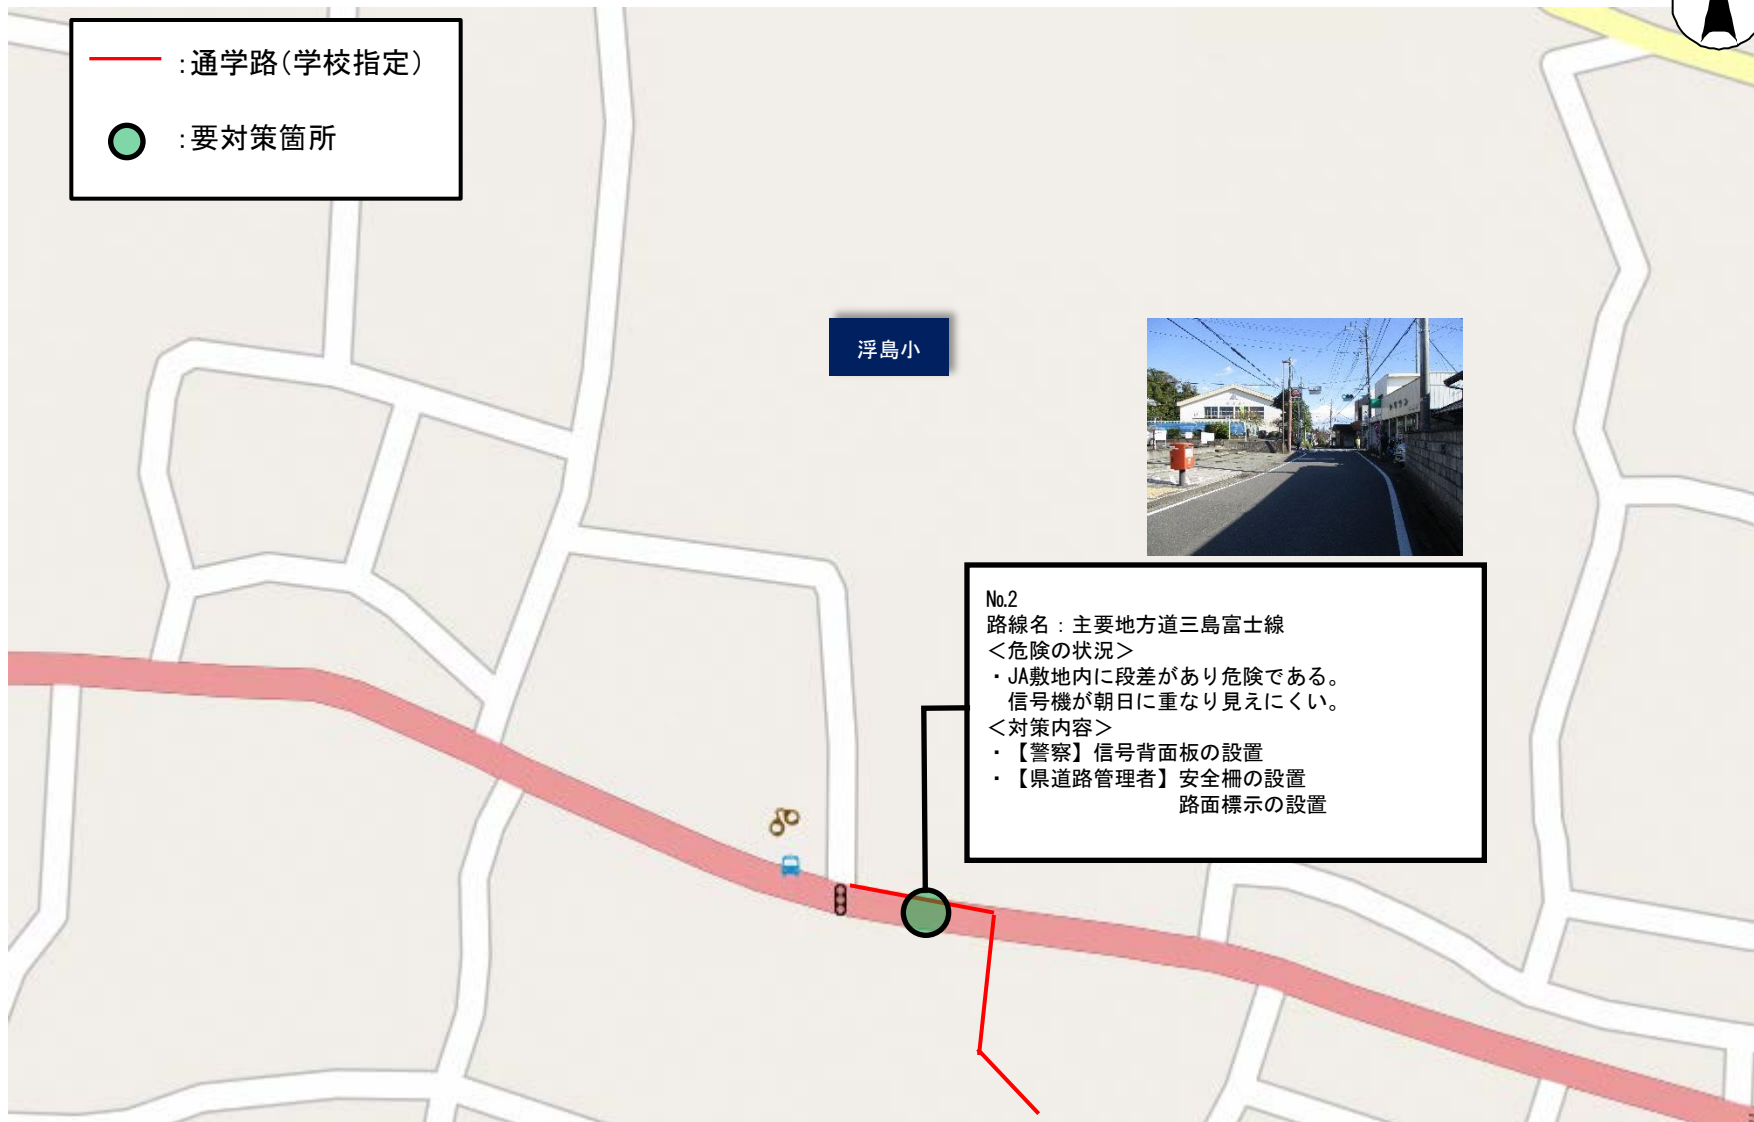 :通学路(学校指定)
:要対策箇所
浮島小
No.2
路線名：主要地方道三島富士線
＜危険の状況＞
・JA敷地内に段差があり危険である。
信号機が朝日に重なり見えにくい。
＜対策内容＞
・【警察】信号背面板の設置
・【県道路管理者】安全柵の設置
路面標示の設置